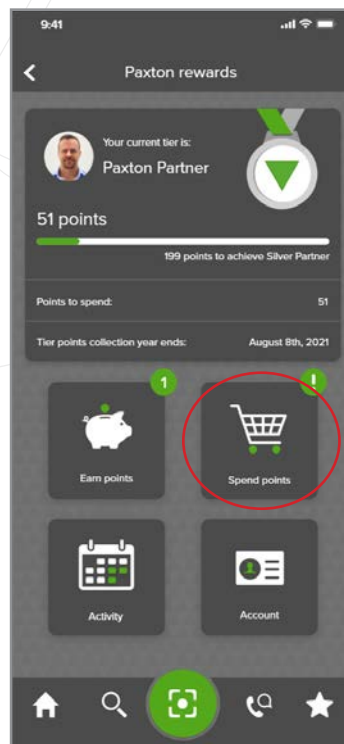 9:41
Paxton rewards
Your current tier is:
Paxton Partner
51 points
199 points to achieve Silver Partner
Points to spend: 51
Tier points collection year ends: August 8th, 2021
1 !
Earn points Spend points
Activity Account